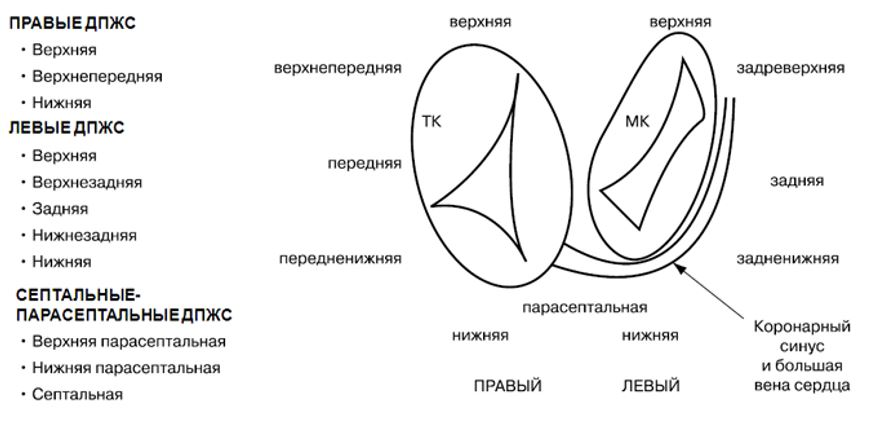 ПРАВЫЕ ДПЖС
• Верхняя
• Верхнепередняя
• Нижняя
ЛЕВЫЕ ДПЖС
• Верхняя
• Верхнезадняя
• Задняя
• Нижнезадняя
• Нижняя
СЕПТАЛЬНЫЕ-
ПАРАСЕПТАЛЬНЫЕ ДПЖС
• Верхняя парасептальная
• Нижняя парасептальная
• Септальная
верхняя
верхняя
верхнепередняя
задреверхняя
ТК
МК
передняя
задняя
передненижняя
задненижняя
парасептальная
нижняя
нижняя
ПРАВЫЙ
ЛЕВЫЙ
Коронарный
синус
и большая
вена сердца